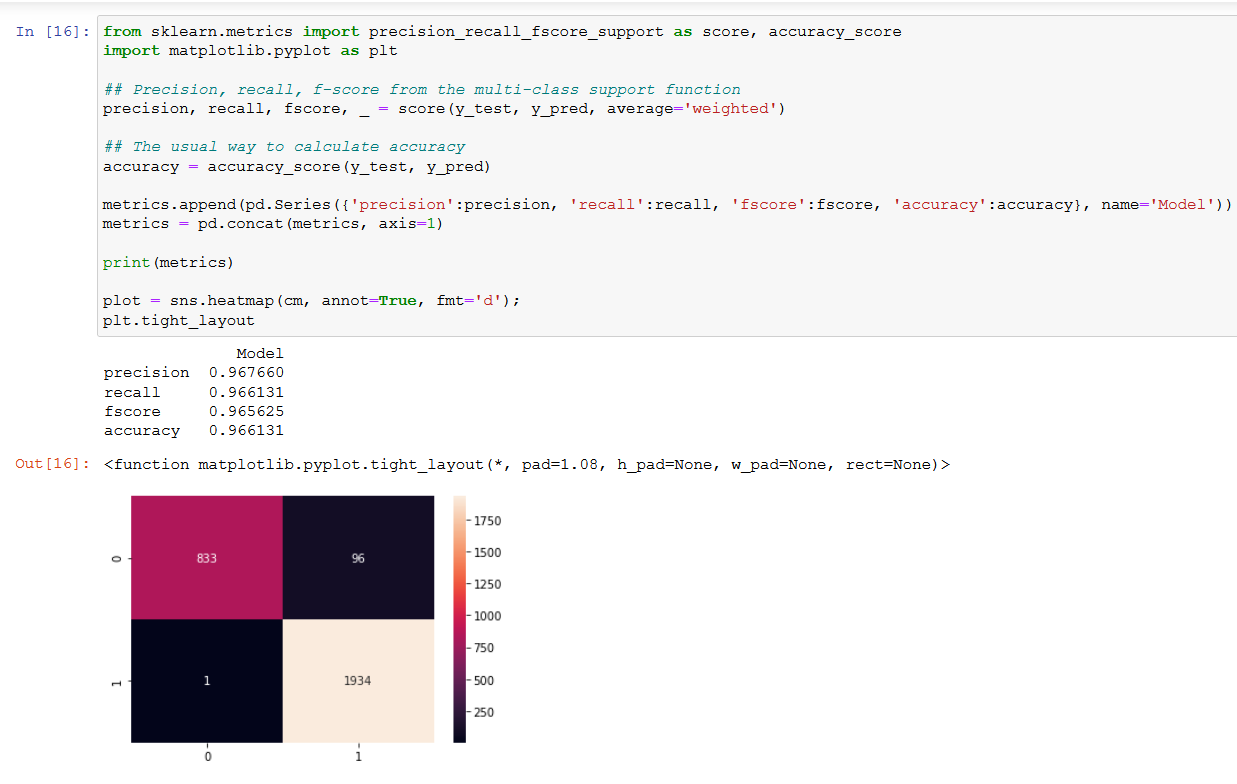 In [16]: from sklearn.metrics import precision_recall_fscore_support as score, accuracy_score
import matplotlib.pyplot as plt
## Precision, recall, f-score from the multi-class support function
precision, recall, fscore, _ = score(y_test, y_pred, average='weighted')
## The usual way to calculate accuracy
accuracy = accuracy_score(y_test, y_pred)
metrics.append(pd.Series({'precision':precision, 'recall':recall, 'fscore':fscore, 'accuracy':accuracy}, name='Model'))
metrics = pd.concat(metrics, axis=1)
print(metrics)
plot = sns.heatmap(cm, annot=True, fmt='d');
plt.tight_layout
Model
precision 0.967660
recall 0.966131
fscore 0.965625
accuracy 0.966131
Out[16]: <function matplotlib.pyplot.tight_layout(*, pad=1.08, h_pad=None, w_pad=None, rect=None)>
1750
1500
0 833 96
1250
1000
750
1 1 1934
500
250
0 1